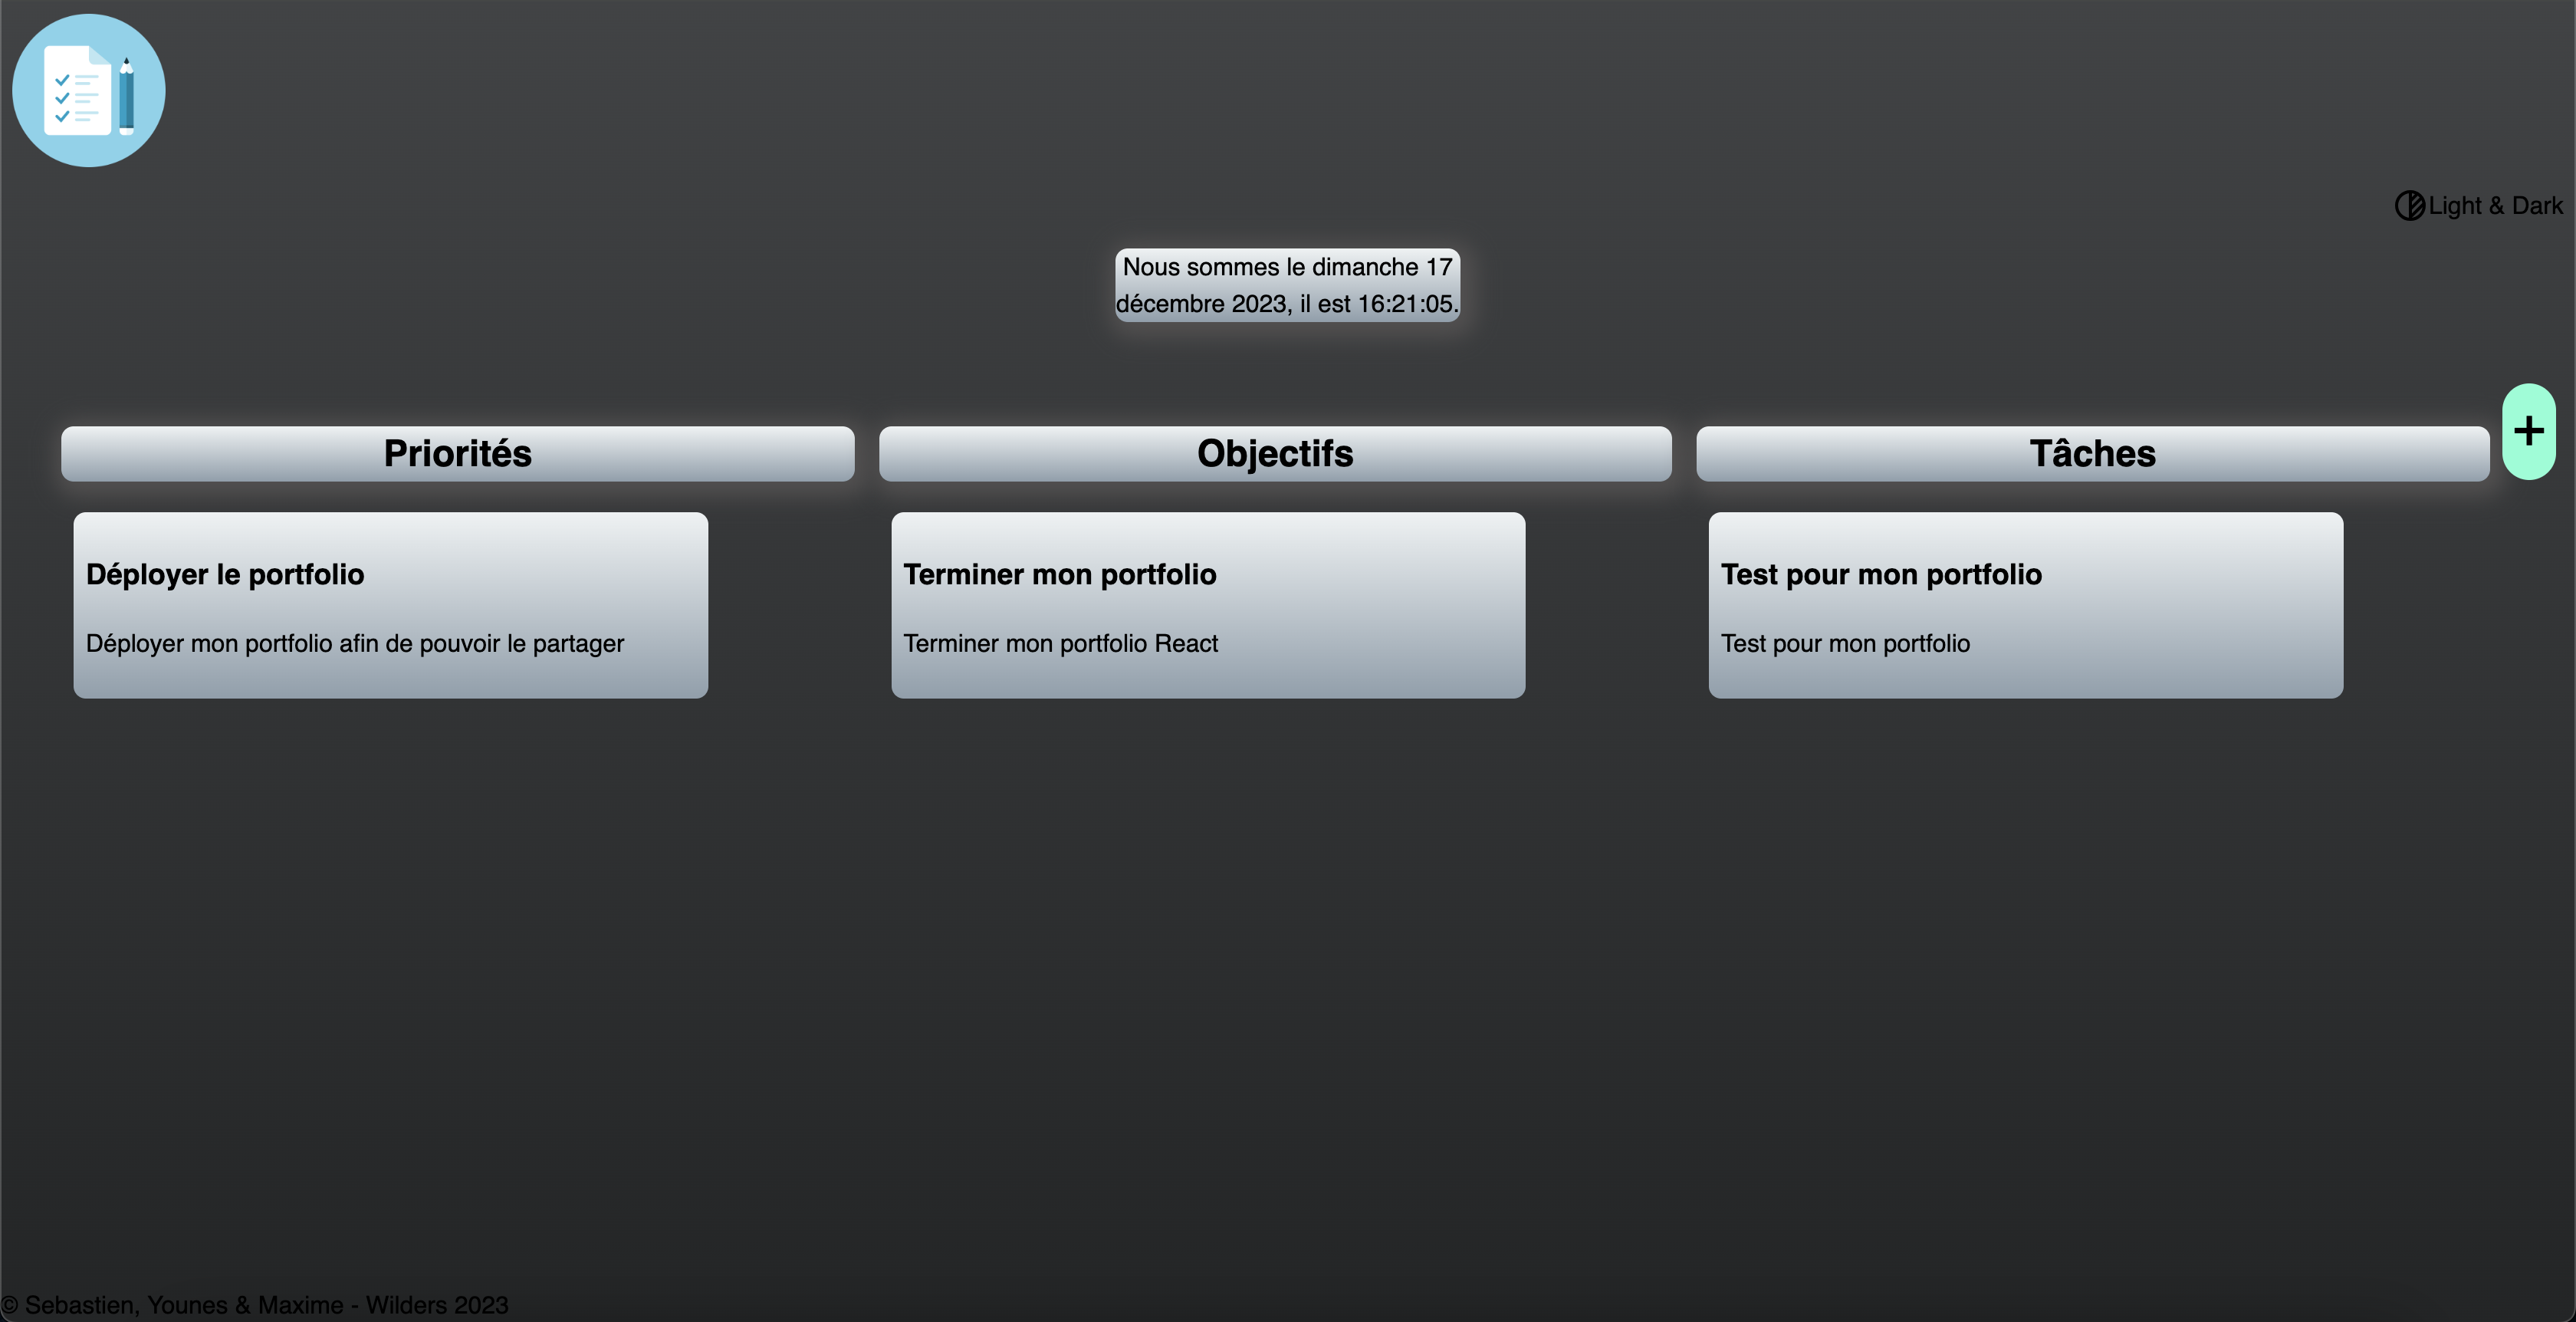 Light & Dark
Nous sommes le dimanche 17
décembre 2023, il est 16:21:05.
+
Priorités
Objectifs
Tâches
Déployer le portfolio
Déployer mon portfolio afin de pouvoir le partager
Terminer mon portfolio
Terminer mon portfolio React
Test pour mon portfolio
Test pour mon portfolio
© Sebastien, Younes & Maxime - Wilders 2023